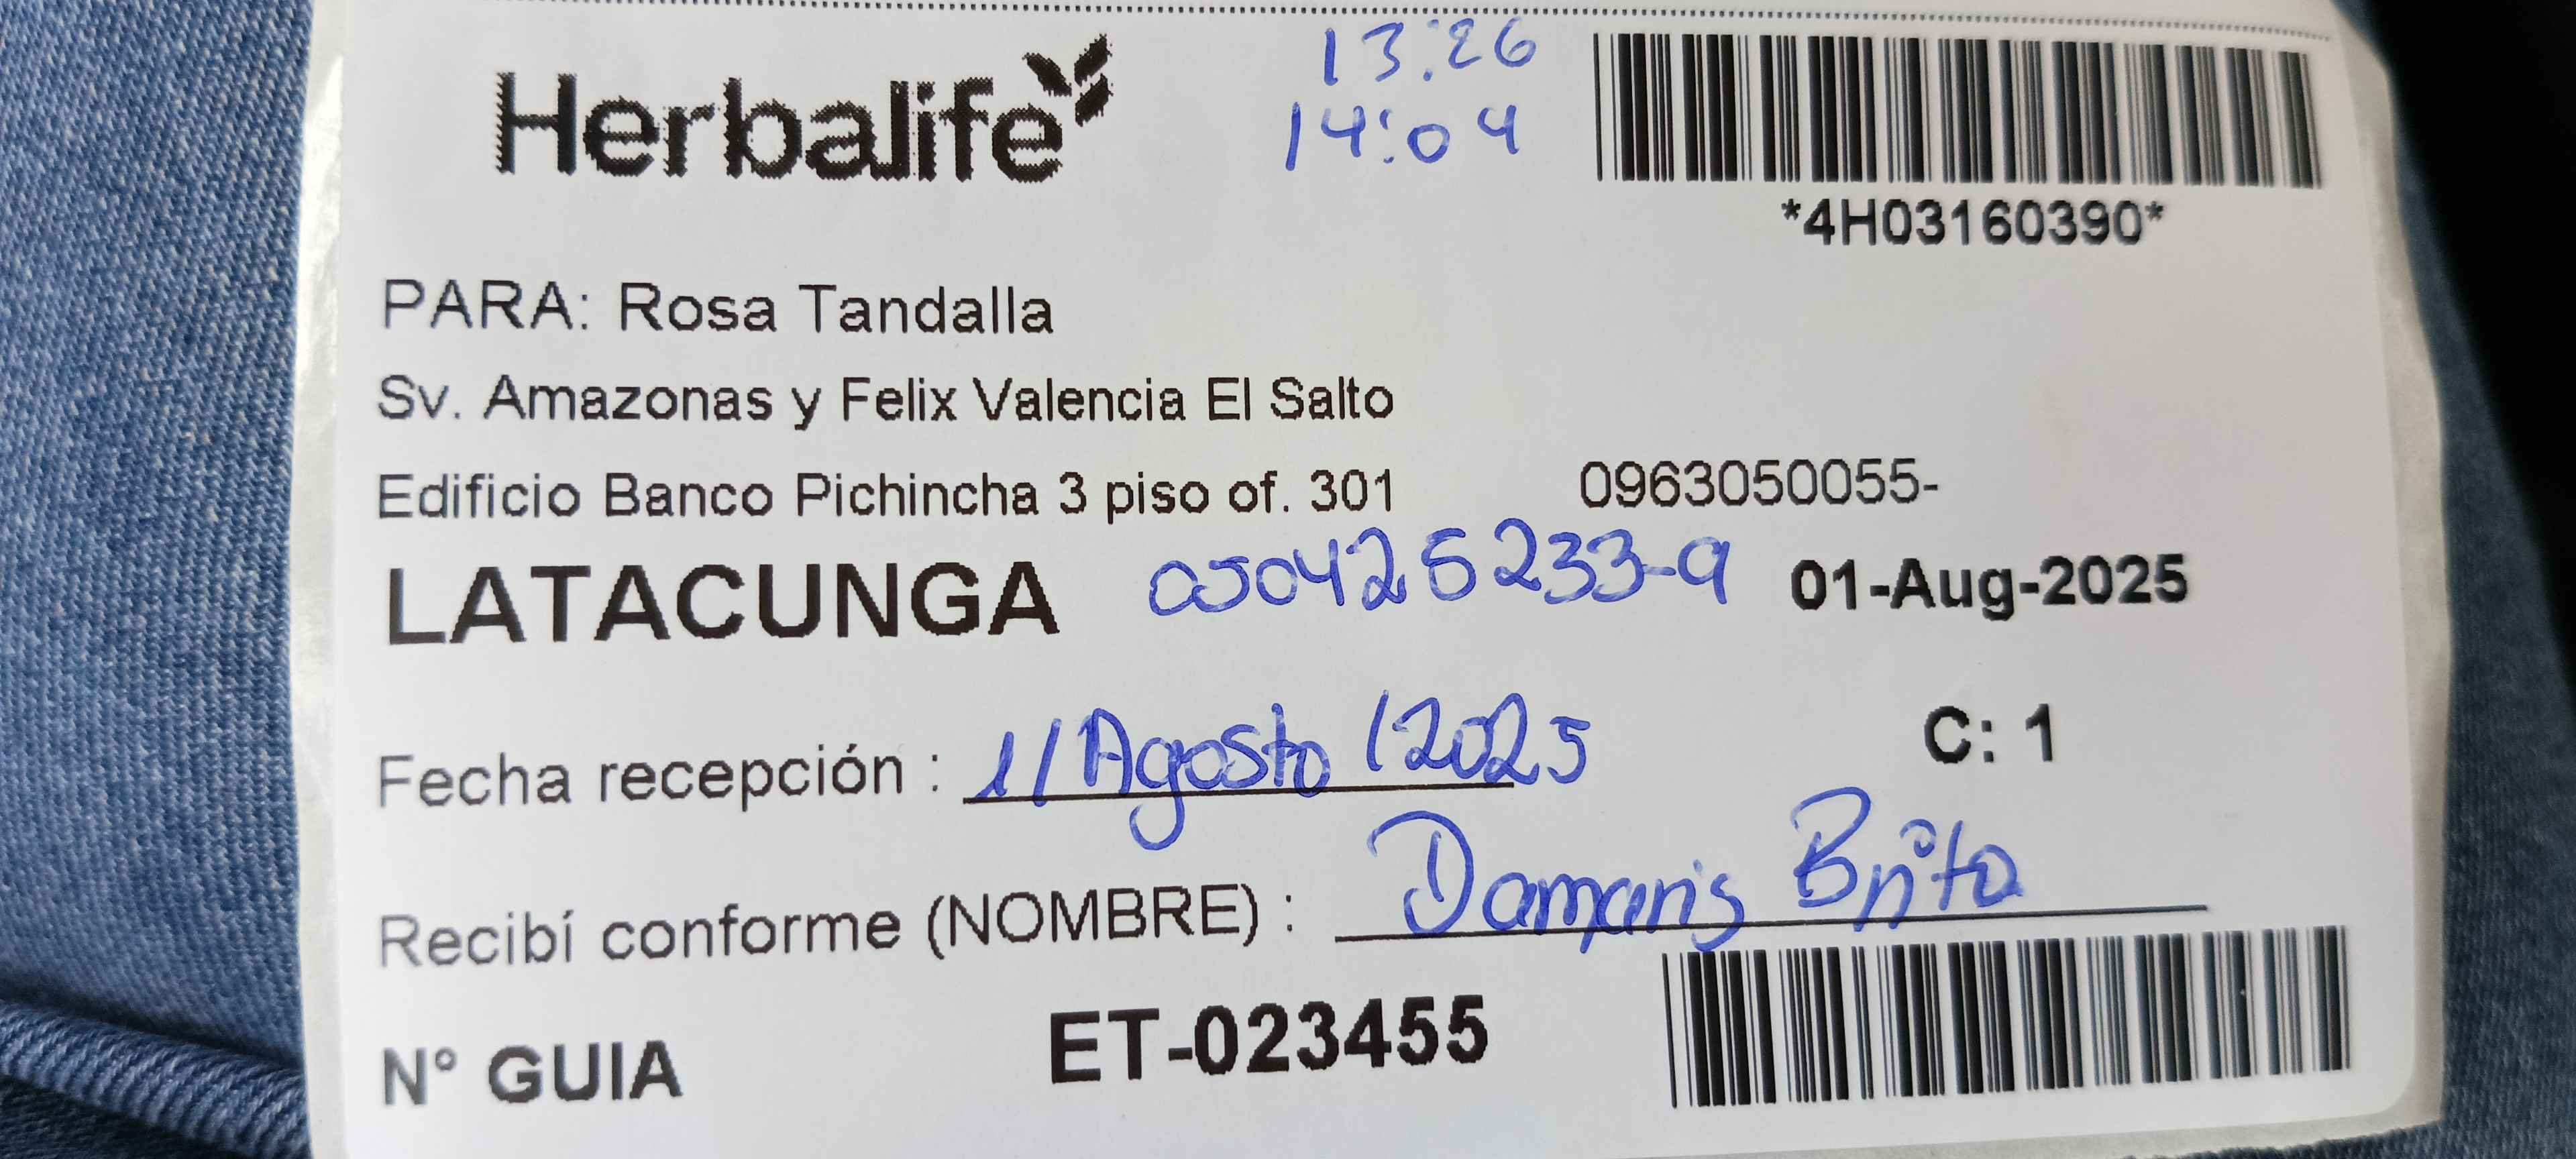 Herbalife
13:26
14:04
*4H03160390*
PARA: Rosa Tandalla
Sv. Amazonas y Felix Valencia El Salto
Edificio Banco Pichincha 3 piso of. 301 0963050055-
LATACUNGA 050425233-9 01-Aug-2025
Fecha recepción : 1/Agosto/2025 C: 1
Recibí conforme (NOMBRE) : Damaris Brito
N° GUIA ET-023455